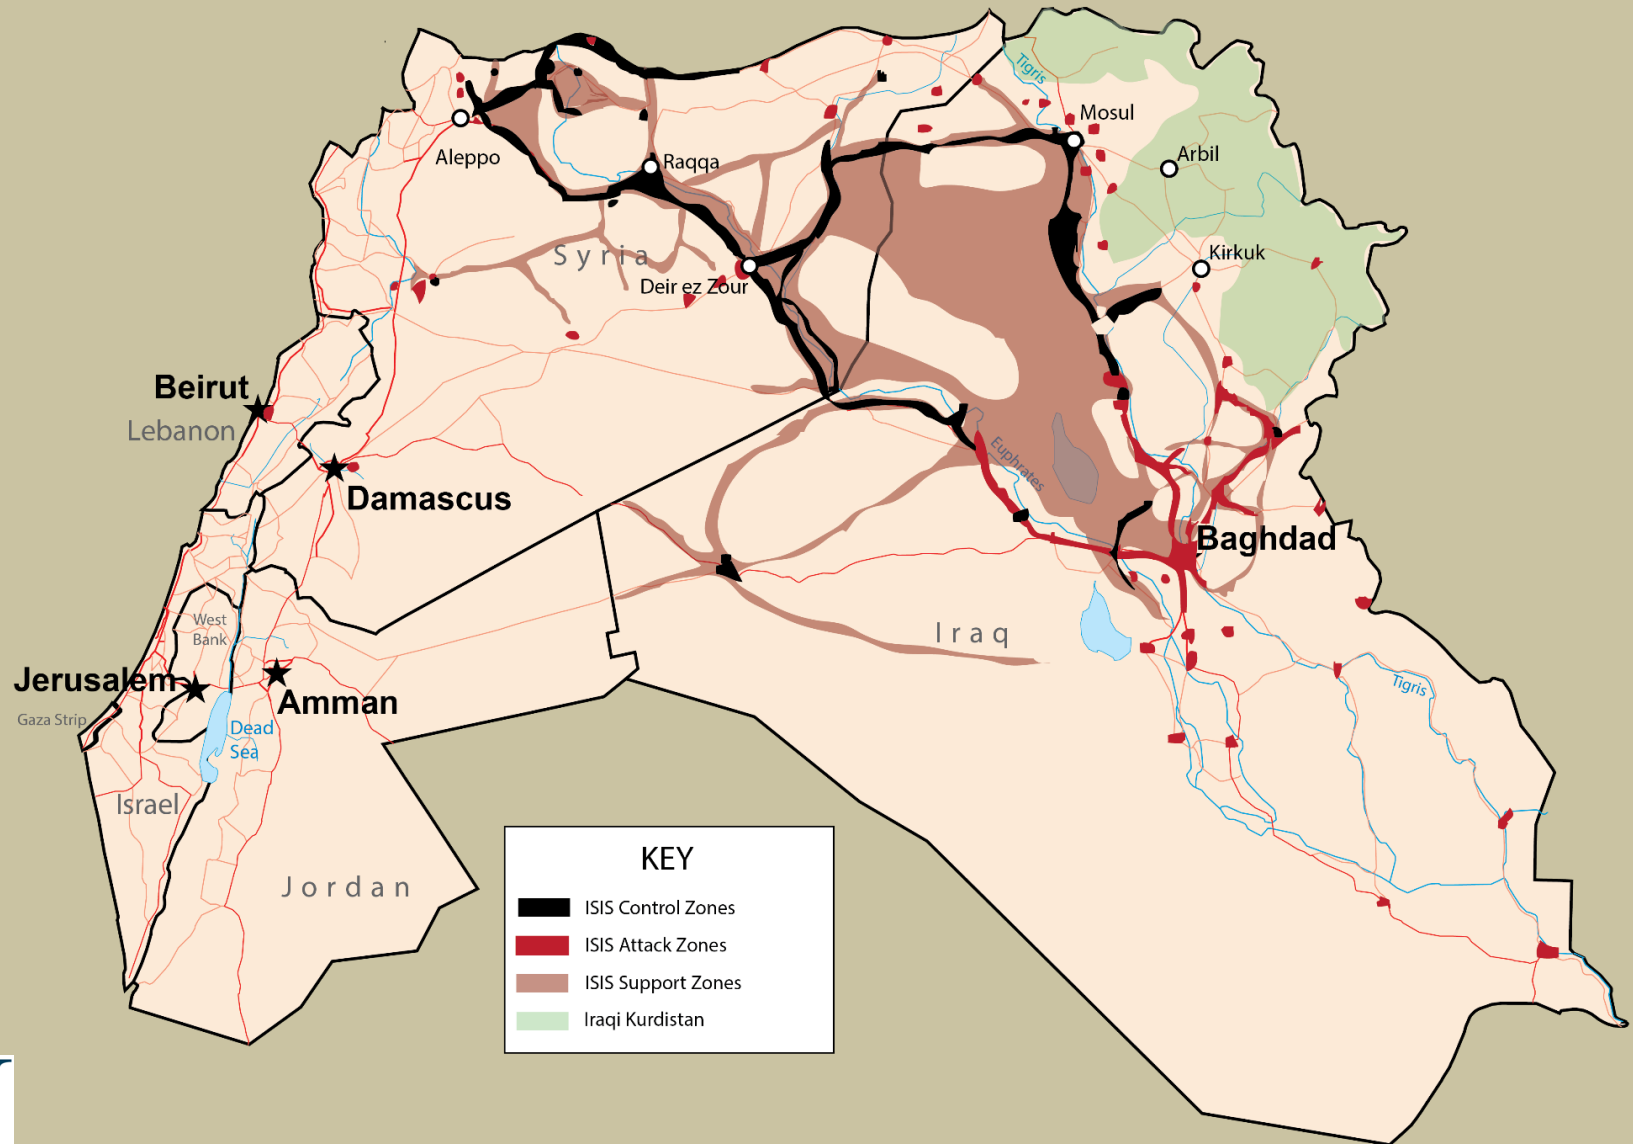 Tigris
Mosul
Aleppo
Raqqa
Arbil
Syria
Kirkuk
Deir ez Zour
Beirut
Lebanon
Euphrates
Damascus
Baghdad
West
Bank
Iraq
Jerusalem
Amman
Tigris
Gaza Strip
Dead
Sea
Israel
Jordan
KEY
ISIS Control Zones
ISIS Attack Zones
ISIS Support Zones
Iraqi Kurdistan